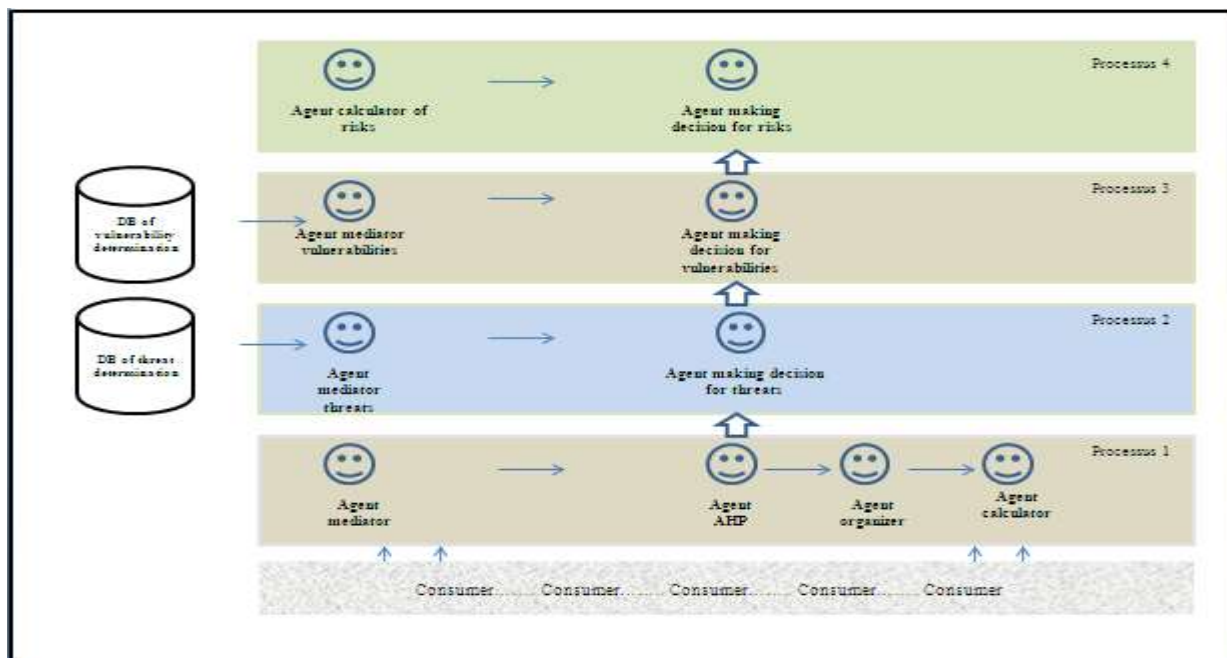 Processus 4
Agent calculator of
risks
Agent making
decision for risks
Processus 3
DB of
vulnerability
determination
Agent mediator
vulnerabilities
Agent making
decision for
vulnerabilities
Processus 2
DB of threat
determination
Agent
mediator
threats
Agent making decision
for threats
Processus 1
Agent
mediator
Agent
AHP
Agent
organizer
Agent
calculator
Consumer......... Consumer......... Consumer......... Consumer......... Consumer